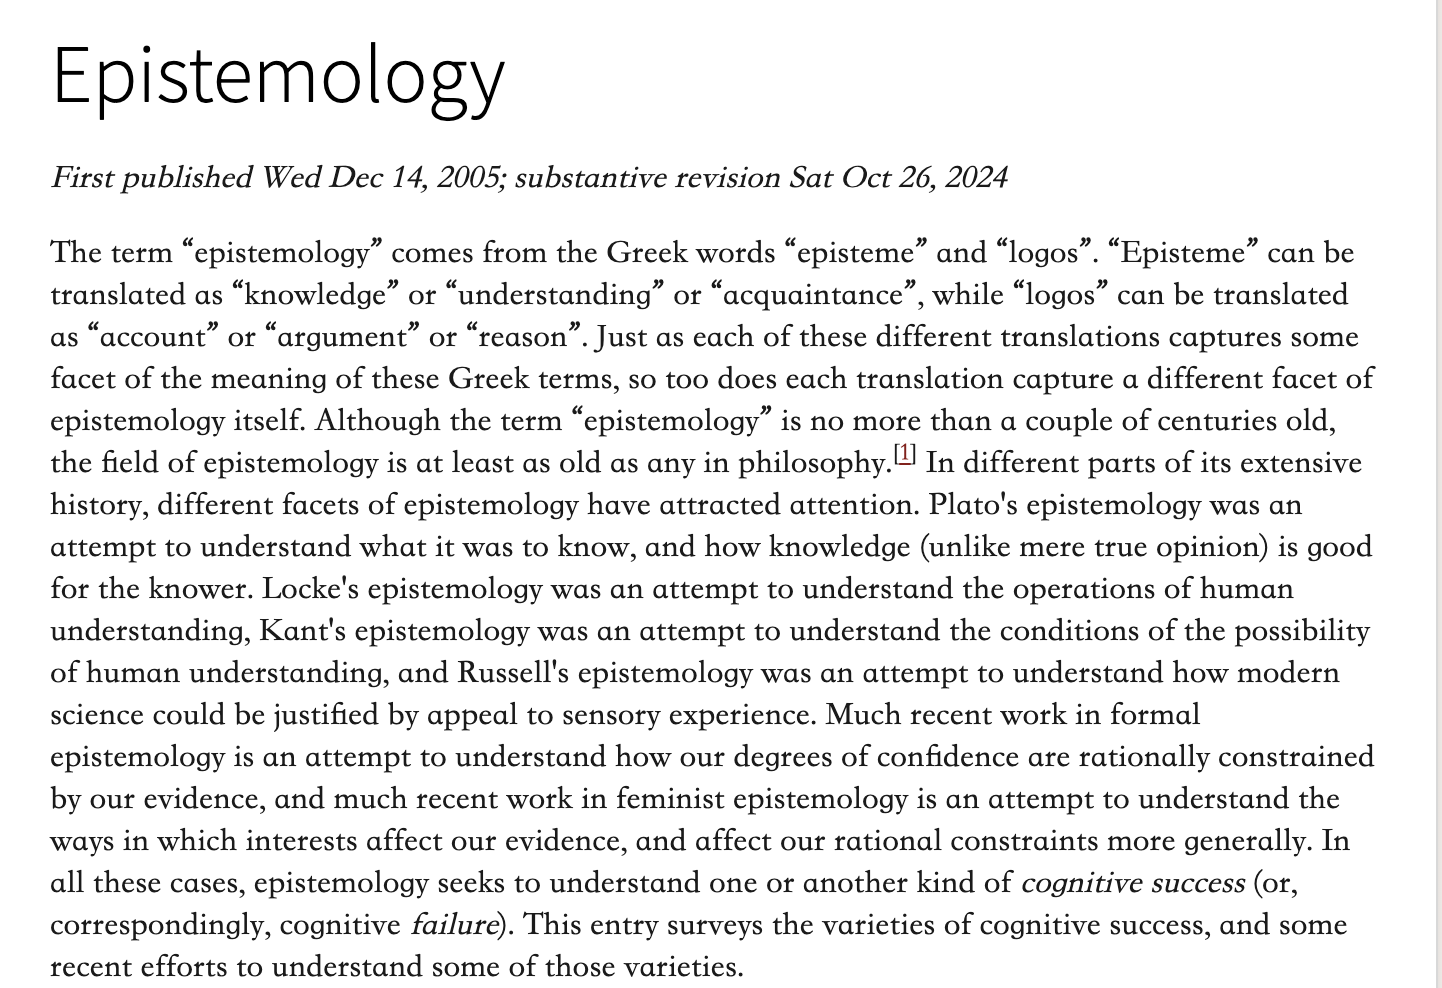 Epistemology
First published Wed Dec 14, 2005; substantive revision Sat Oct 26, 2024
The term “epistemology” comes from the Greek words “episteme” and “logos”. “Episteme” can be
translated as “knowledge” or “understanding” or “acquaintance”, while “logos” can be translated
as “account” or “argument” or “reason”. Just as each of these different translations captures some
facet of the meaning of these Greek terms, so too does each translation capture a different facet of
epistemology itself. Although the term “epistemology” is no more than a couple of centuries old,
the field of epistemology is at least as old as any in philosophy.[1] In different parts of its extensive
history, different facets of epistemology have attracted attention. Plato's epistemology was an
attempt to understand what it was to know, and how knowledge (unlike mere true opinion) is good
for the knower. Locke's epistemology was an attempt to understand the operations of human
understanding, Kant's epistemology was an attempt to understand the conditions of the possibility
of human understanding, and Russell's epistemology was an attempt to understand how modern
science could be justified by appeal to sensory experience. Much recent work in formal
epistemology is an attempt to understand how our degrees of confidence are rationally constrained
by our evidence, and much recent work in feminist epistemology is an attempt to understand the
ways in which interests affect our evidence, and affect our rational constraints more generally. In
all these cases, epistemology seeks to understand one or another kind of cognitive success (or,
correspondingly, cognitive failure). This entry surveys the varieties of cognitive success, and some
recent efforts to understand some of those varieties.